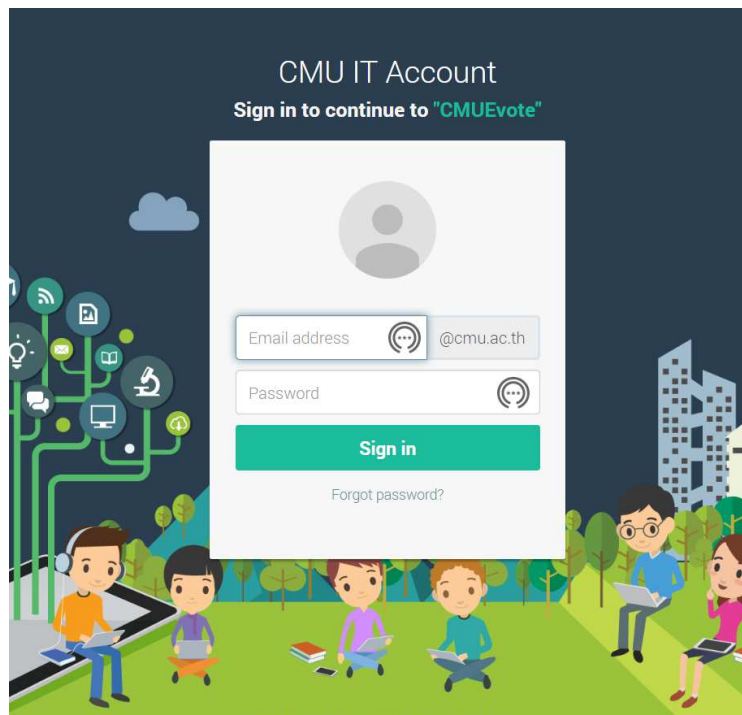 CMU IT Account
Sign in to continue to "CMUEvote"
Email address @cmu.ac.th
Password
Sign in
Forgot password?